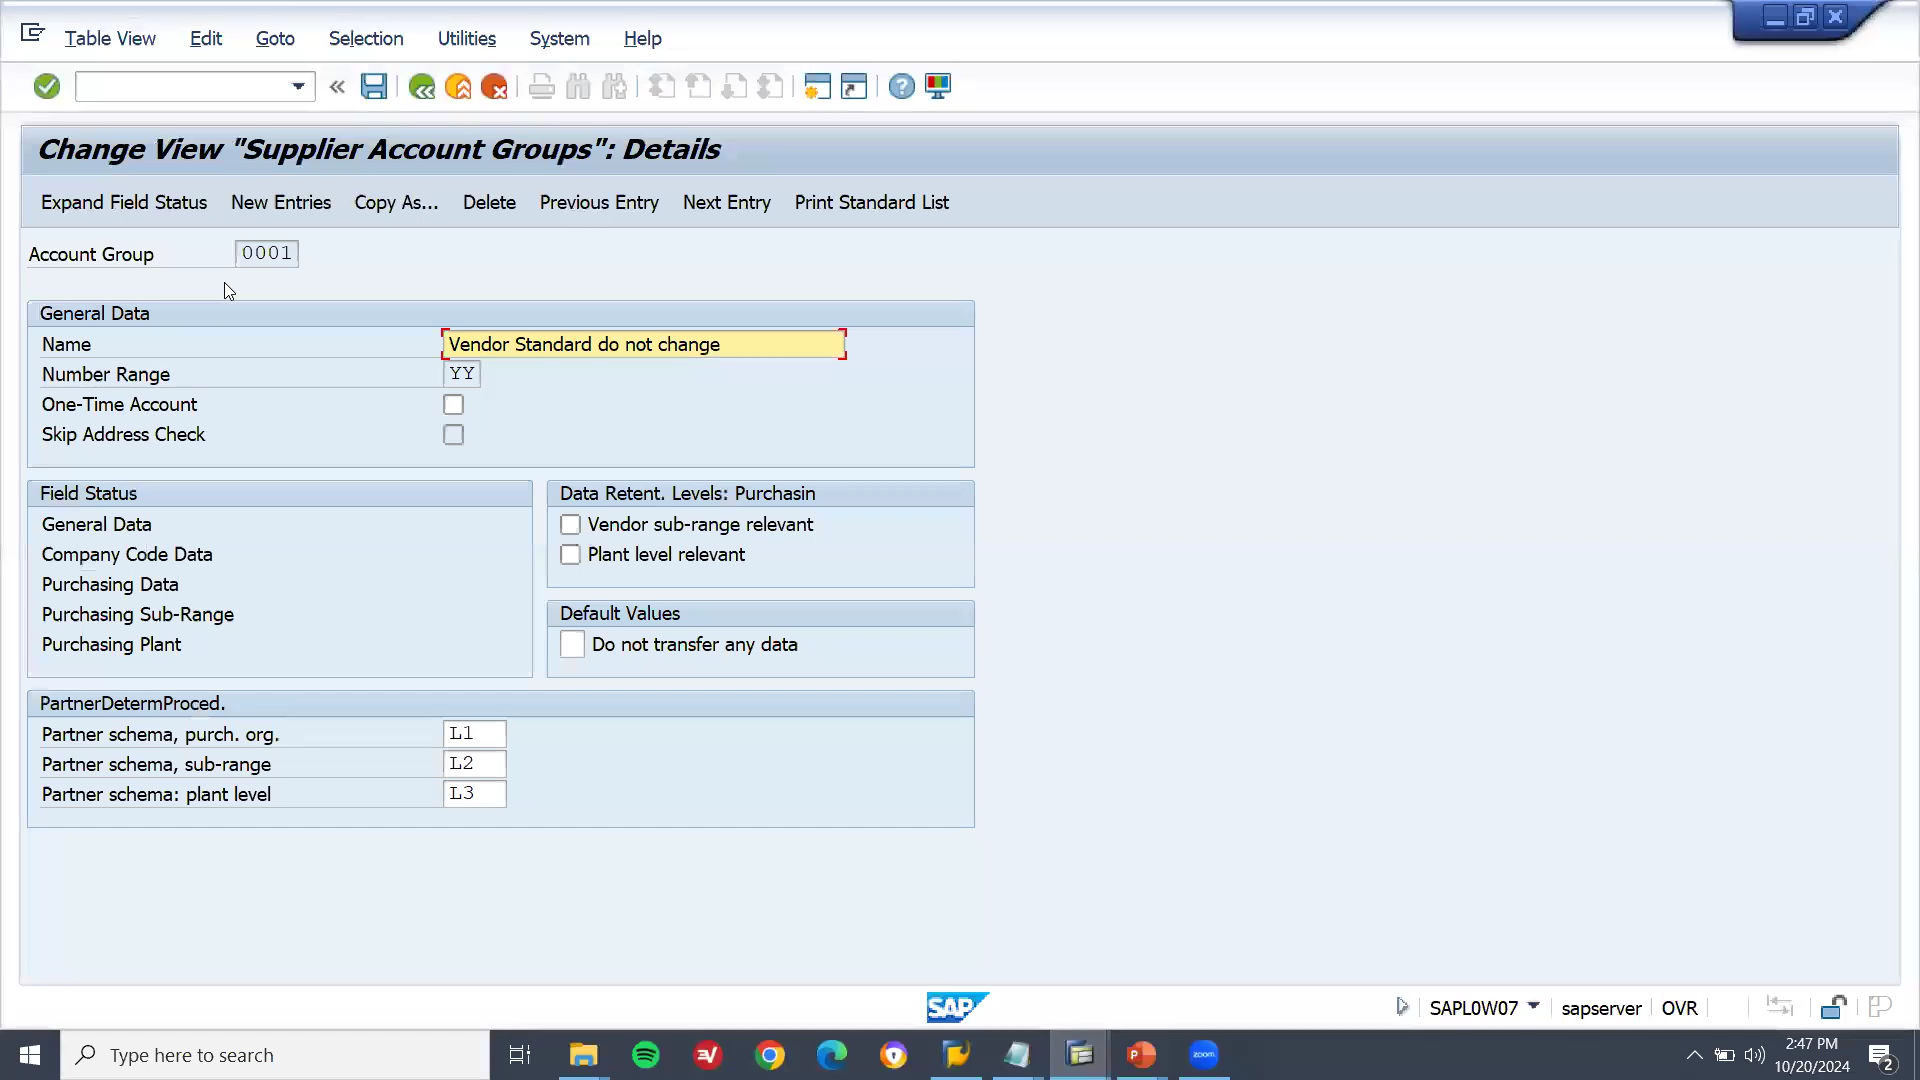 Table View Edit Goto Selection Utilities System Help
Change View "Supplier Account Groups": Details
Expand Field Status New Entries Copy As... Delete Previous Entry Next Entry Print Standard List
Account Group 0001
General Data
Name Vendor Standard do not change
Number Range YY
One-Time Account
Skip Address Check
Field Status
General Data
Company Code Data
Purchasing Data
Purchasing Sub-Range
Purchasing Plant
Data Retent. Levels: Purchasin
Vendor sub-range relevant
Plant level relevant
Default Values
Do not transfer any data
PartnerDetermProced.
Partner schema, purch. org. L1
Partner schema, sub-range L2
Partner schema: plant level L3
SAP SAPL0W07 sapserver OVR
Type here to search
zoom
2:47 PM
10/20/2024
2